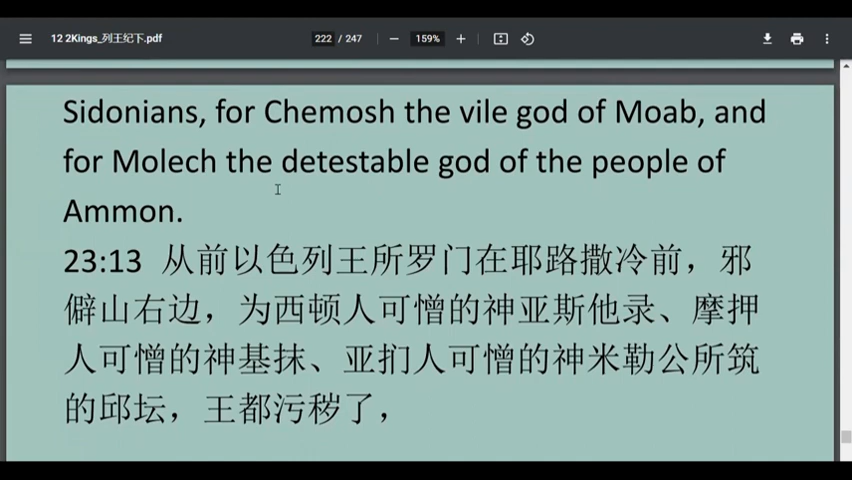 12 2Kings_列王纪下.pdf
222 / 247
159%
Sidonians, for Chemosh the vile god of Moab, and
for Molech the detestable god of the people of
Ammon.
23:13 从前以色列王所罗门在耶路撒冷前，邪
僻山右边，为西顿人可憎的神亚斯他录、摩押
人可憎的神基抹、亚扪人可憎的神米勒公所筑
的邱坛，王都污秽了，